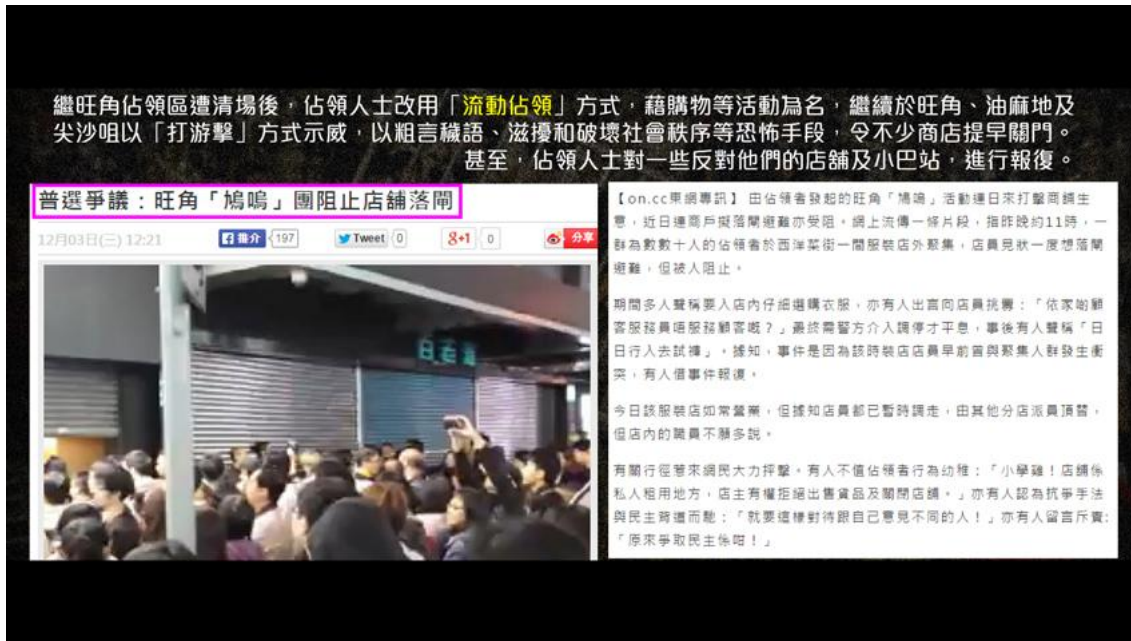 繼旺角佔領區遭清場後，佔領人士改用「流動佔領」方式，藉購物等活動為名，繼續於旺角、油麻地及
尖沙咀以「打游擊」方式示威，以粗言穢語、滋擾和破壞社會秩序等恐怖手段，令不少商店提早關門。
甚至，佔領人士對一些反對他們的店舖及小巴站，進行報復。
普選爭議：旺角「鳩嗚」團阻止店舖落閘
12月03日(三) 12:21
推介 197
Tweet 0
g+1 0
分享
【on.cc東網專訊】 由佔領者發起的旺角「鳩嗚」活動連日來打擊商舖生
意，近日連商戶擬落閘避難亦受阻。網上流傳一條片段，指昨晚約11時，一
群為數數十人的佔領者於西洋菜街一間服裝店外聚集，店員見狀一度想落閘
避難，但被人阻止。
期間多人聲稱要入店內仔細選購衣服，亦有人出言向店員挑釁：「依家啲顧
客服務員唔服務顧客嘅？」最終需警方介入調停才平息，事後有人聲稱「日
日行入去試褲」。據知，事件是因為該時裝店店員早前曾與聚集人群發生衝
突，有人借事件報復。
今日該服裝店如常營業，但據知店員都已暫時調走，由其他分店派員頂替，
但店內的職員不願多說。
有關行徑惹來網民大力抨擊。有人不值佔領者行為幼稚：「小學雞！店舖係
私人租用地方，店主有權拒絕出售貨品及關閉店舖。」亦有人認為抗爭手法
與民主背道而馳：「就要這樣對待跟自己意見不同的人！」亦有人留言斥責:
「原來爭取民主係咁！」